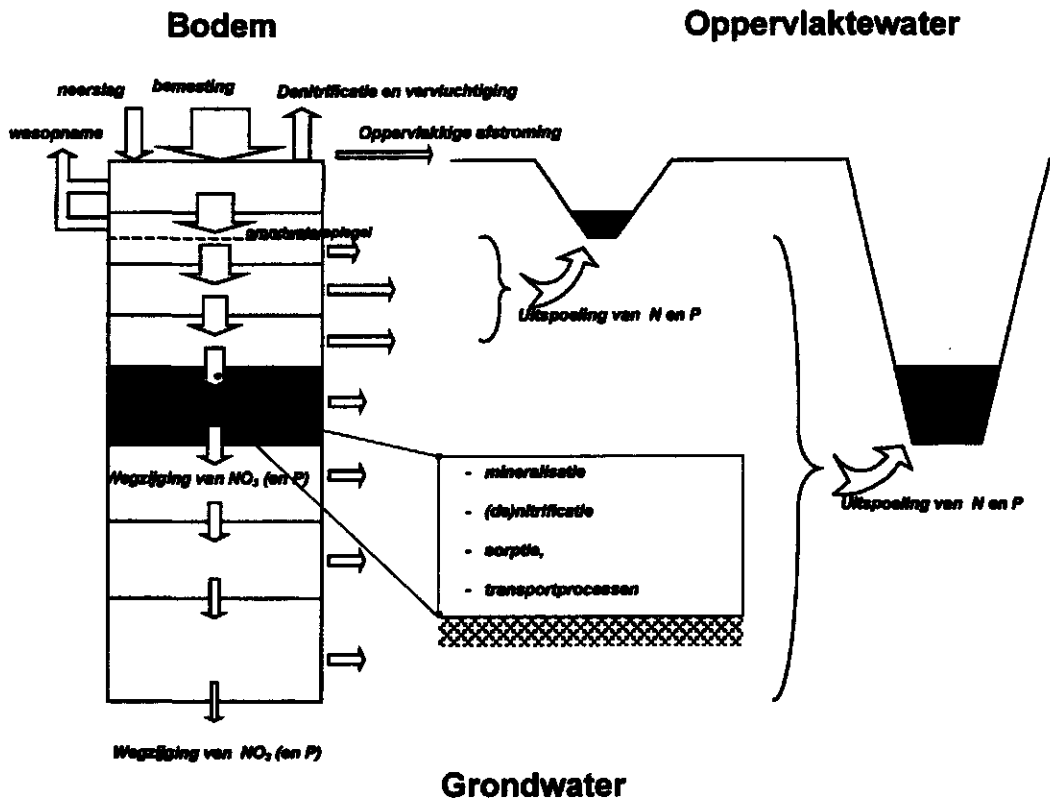 Bodem
Oppervlaktewater
neerslag
bemesting
Denitrificatie en vervluchtiging
wasopname
Oppervlakkige afstroming
grondwaterspiegel
Uitspoeling van N en P
Wegzijging van NO₃ (en P)
- mineralisatie
- (de)nitrificatie
- sorptie,
- transportprocessen
Uitspoeling van N en P
Wegzijging van NO₃ (en P)
Grondwater